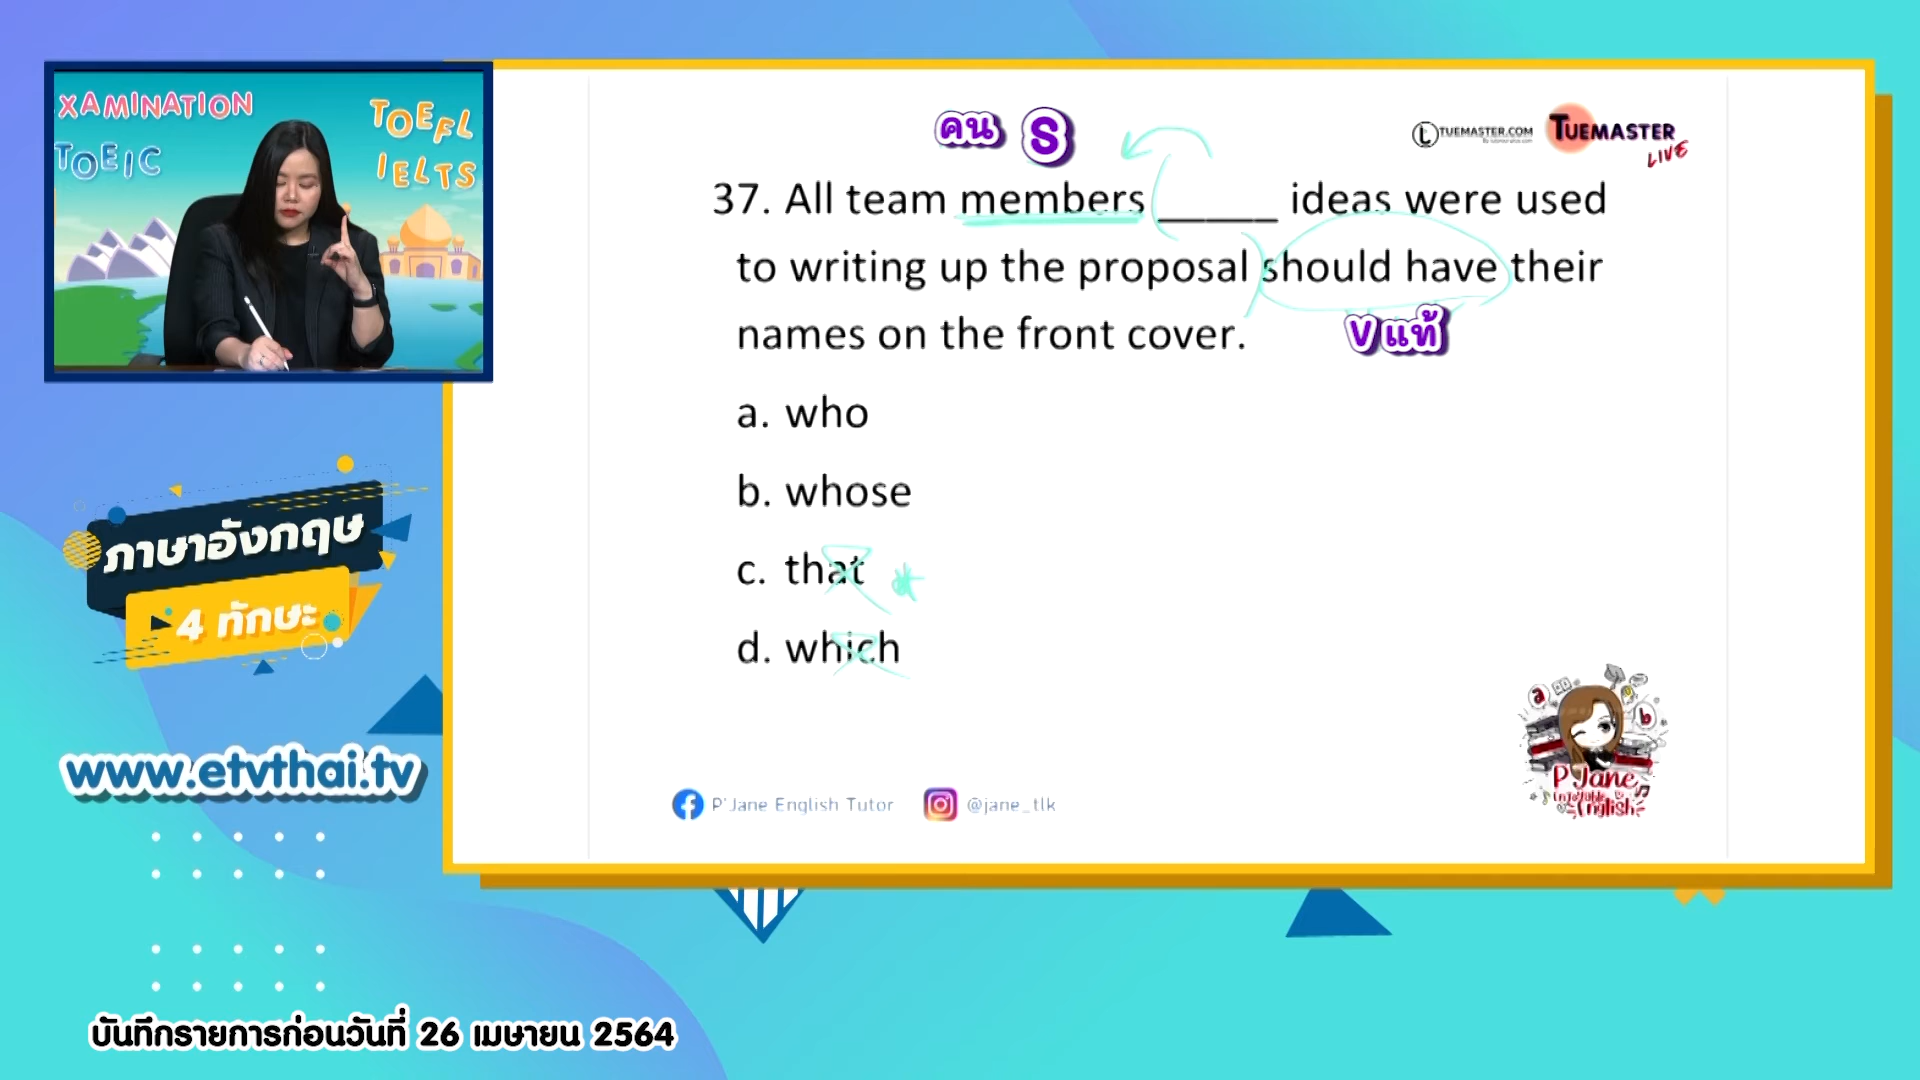 XAMINATION
TOEIC
TOEFL
IELTS
คน S
TUEMASTER.COM
TUEMASTER
LIVE
37. All team members _____ ideas were used
to writing up the proposal should have their
names on the front cover.
V แท้
a. who
b. whose
c. that
d. which
ภาษาอังกฤษ
4 ทักษะ
www.etvthai.tv
P'Jane English Tutor
@jane_tlk
a
b
P'Jane
Enjoyable
English
บันทึกรายการก่อนวันที่ 26 เมษายน 2564